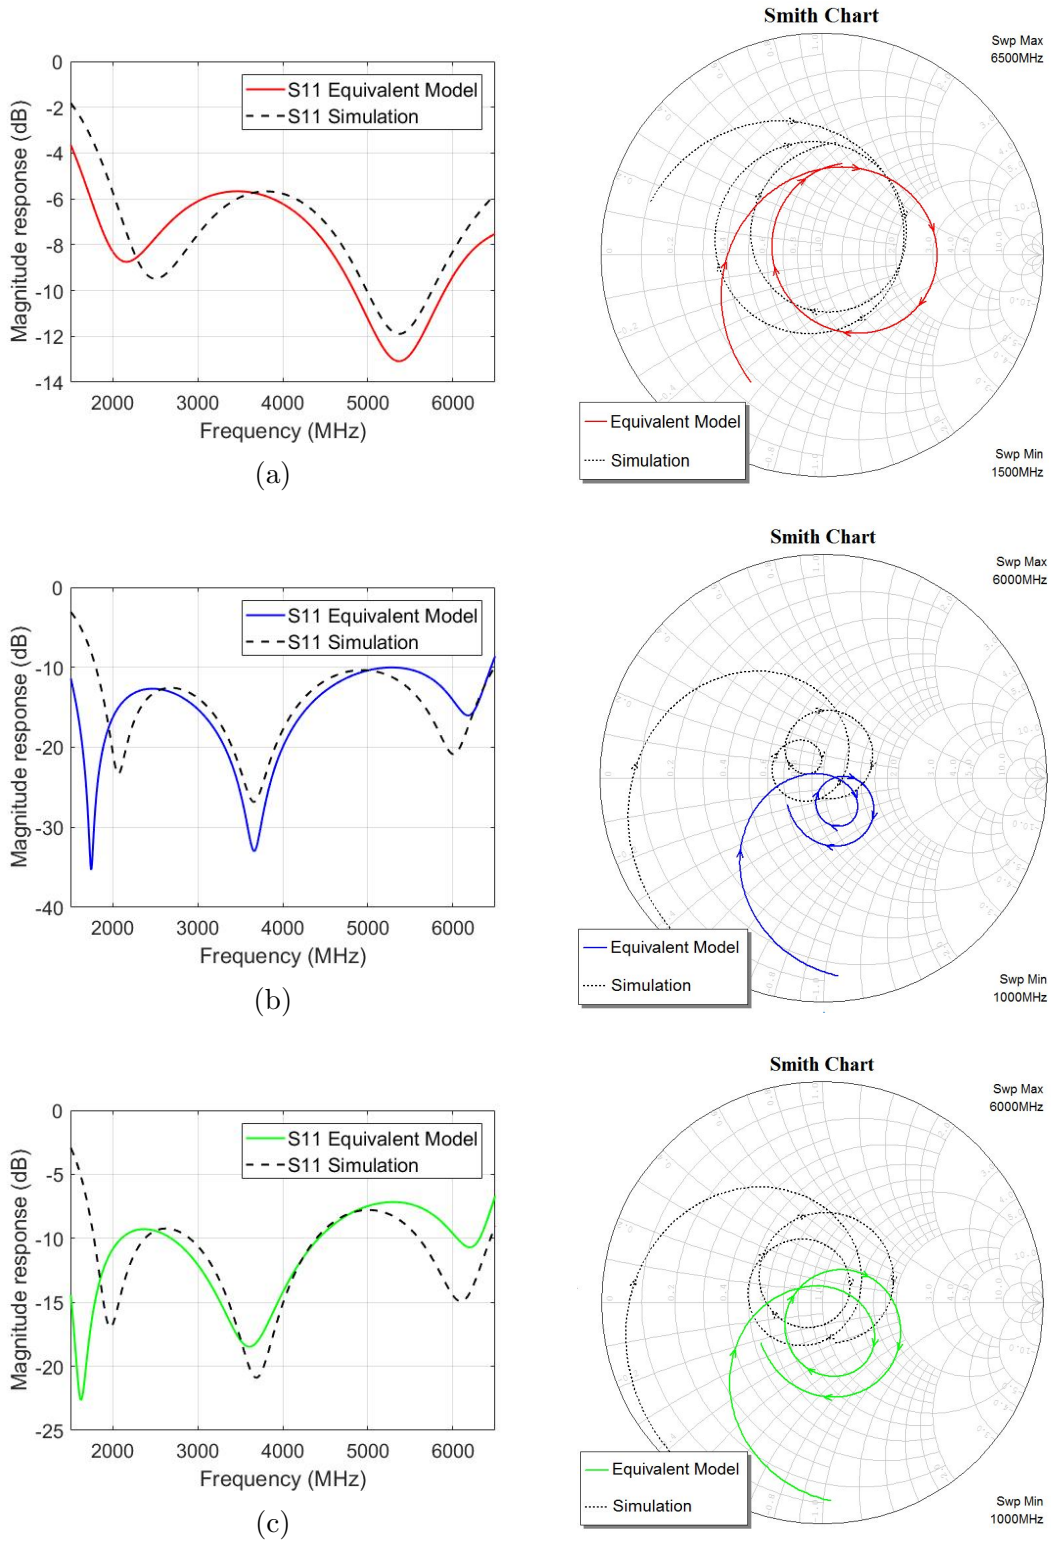 Smith Chart
Swp Max
6500MHz
0
-2
-4
-6
-8
-10
-12
-14
Magnitude response (dB)
S11 Equivalent Model
S11 Simulation
2000
3000
4000
5000
6000
Frequency (MHz)
Equivalent Model
Simulation
Swp Min
1500MHz
(a)
Smith Chart
Swp Max
6000MHz
0
-10
-20
-30
-40
Magnitude response (dB)
S11 Equivalent Model
S11 Simulation
2000
3000
4000
5000
6000
Frequency (MHz)
Equivalent Model
Simulation
Swp Min
1000MHz
(b)
Smith Chart
Swp Max
6000MHz
0
-5
-10
-15
-20
-25
Magnitude response (dB)
S11 Equivalent Model
S11 Simulation
2000
3000
4000
5000
6000
Frequency (MHz)
Equivalent Model
Simulation
Swp Min
1000MHz
(c)